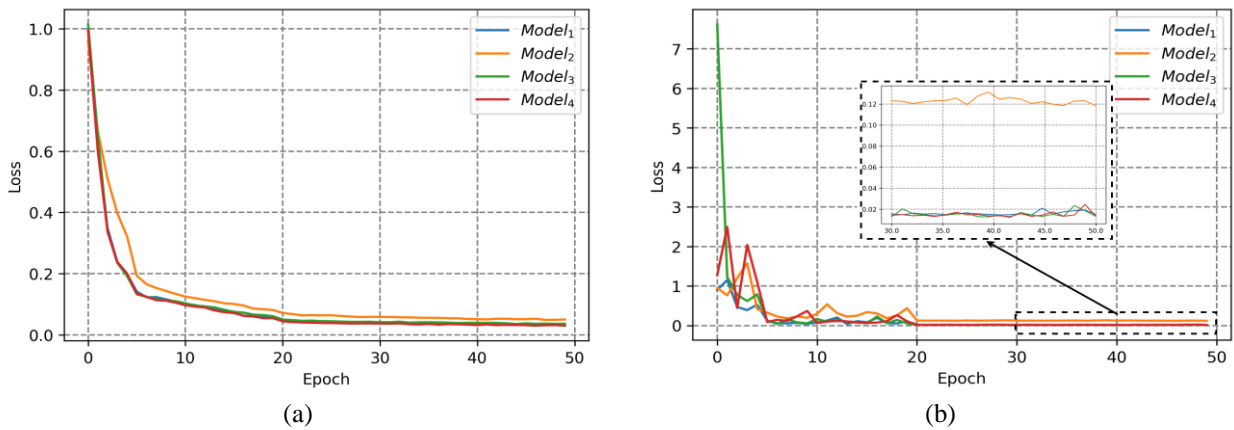 1.0
0.8
0.6
0.4
0.2
0.0
Loss
0 10 20 30 40 50
Epoch
Model1
Model2
Model3
Model4
(a)
7
6
5
4
3
2
1
0
Loss
0 10 20 30 40 50
Epoch
Model1
Model2
Model3
Model4
0.12
0.10
0.08
0.06
0.04
0.02
30.0 35.0 40.0 45.0 50.0
(b)